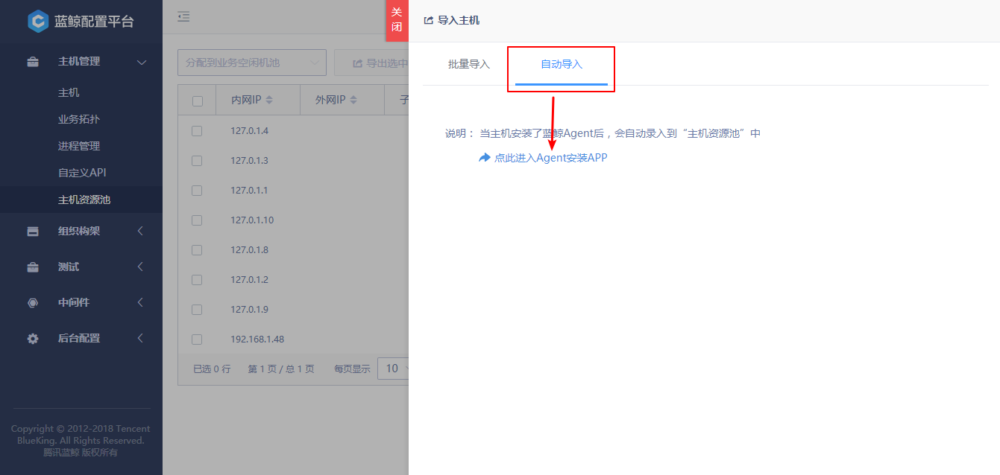 蓝鲸配置平台
主机管理
主机
业务拓扑
进程管理
自定义API
主机资源池
组织构架
测试
中间件
后台配置
Copyright © 2012-2018 Tencent
BlueKing. All Rights Reserved.
腾讯蓝鲸 版权所有
分配到业务空闲机池
导出选中
内网IP 外网IP 子
127.0.1.4
127.0.1.3
127.0.1.1
127.0.1.10
127.0.1.8
127.0.1.2
127.0.1.9
192.168.1.48
已选 0 行 第 1 页 / 总 1 页 每页显示 10
关闭
导入主机
批量导入 自动导入
说明： 当主机安装了蓝鲸Agent后，会自动录入到“主机资源池”中
点此进入Agent安装APP